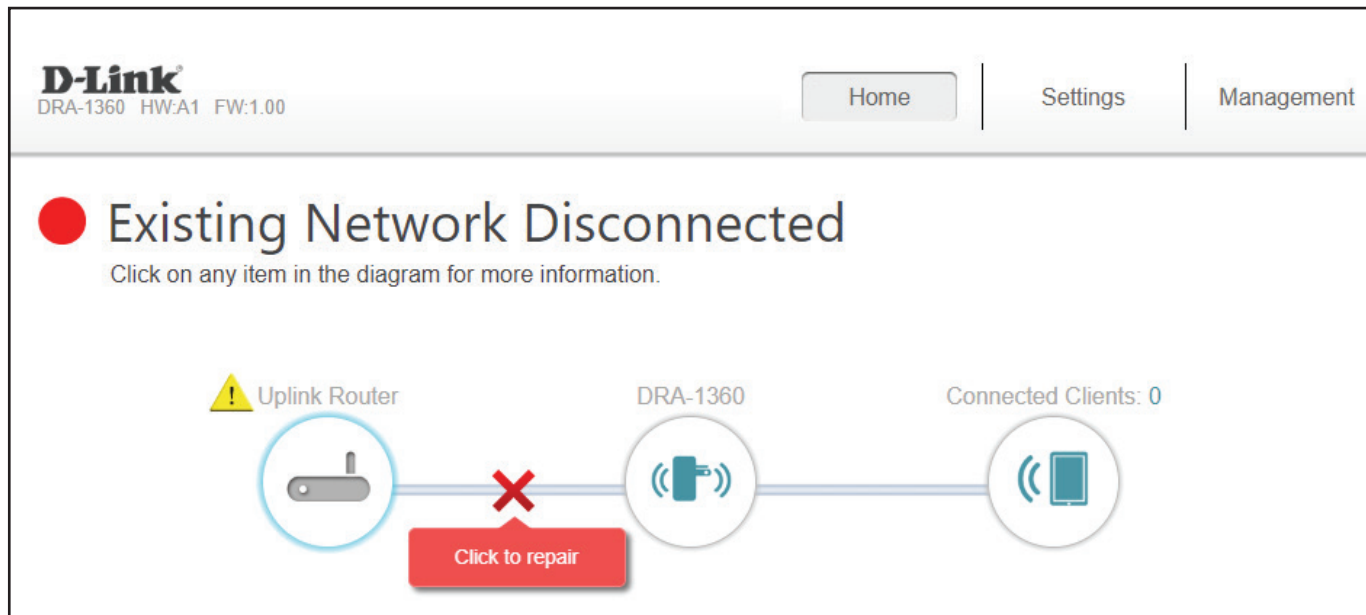 D-Link®
DRA-1360 HW:A1 FW:1.00
Home
Settings
Management
Existing Network Disconnected
Click on any item in the diagram for more information.
! Uplink Router
DRA-1360
Connected Clients: 0
Click to repair